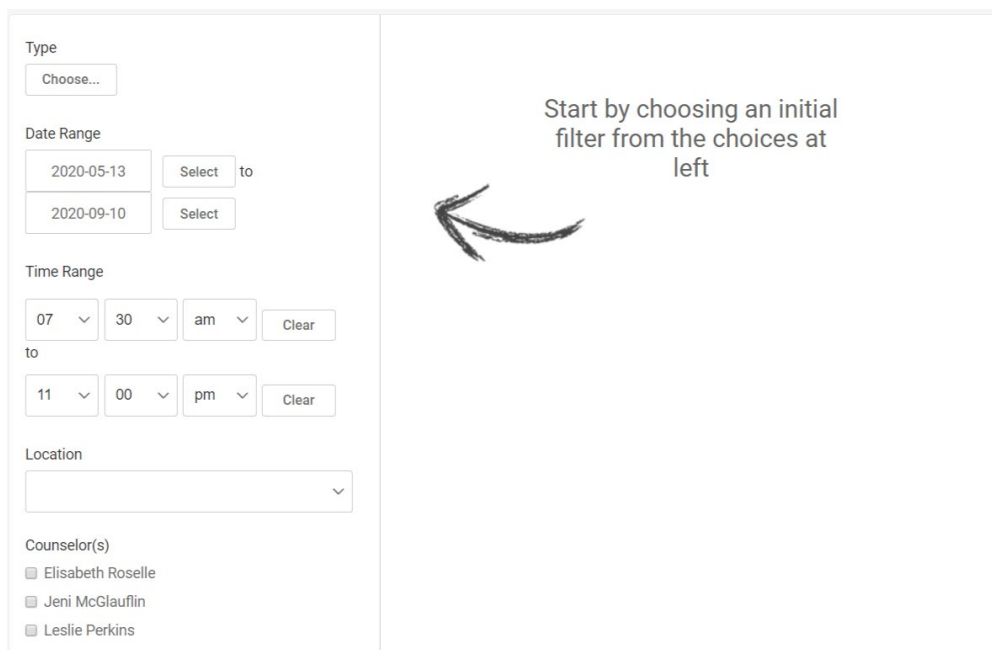 Type
Choose...
Date Range
2020-05-13 Select to
2020-09-10 Select
Time Range
07 30 am Clear
to
11 00 pm Clear
Location
Counselor(s)
Elisabeth Roselle
Jeni McGlauflin
Leslie Perkins
Start by choosing an initial
filter from the choices at
left